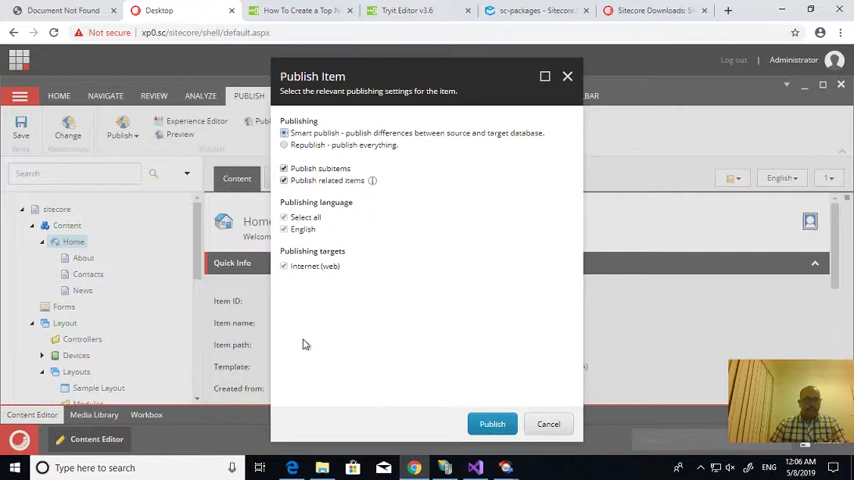 Document Not Found
Desktop
How To Create a Top N
Tryit Editor v3.6
sc-packages - Sitecore
Sitecore Downloads: Si
Not secure
xp0.sc/sitecore/shell/default.aspx
Log out
Administrator
HOME
NAVIGATE
REVIEW
ANALYZE
PUBLISH
Save
Change
Publish
Experience Editor
Preview
Search
Content
English
1
sitecore
Content
Home
About
Contacts
News
Forms
Layout
Controllers
Devices
Layouts
Sample Layout
Quick Info
Item ID:
Item name:
Item path:
Template:
Created from:
Publish Item
Select the relevant publishing settings for the item.
Publishing
Smart publish - publish differences between source and target database.
Republish - publish everything.
Publish subitems
Publish related items
Publishing language
Select all
English
Publishing targets
Internet (web)
Publish
Cancel
Content Editor
Media Library
Workbox
Content Editor
Type here to search
ENG
12:06 AM
5/8/2019